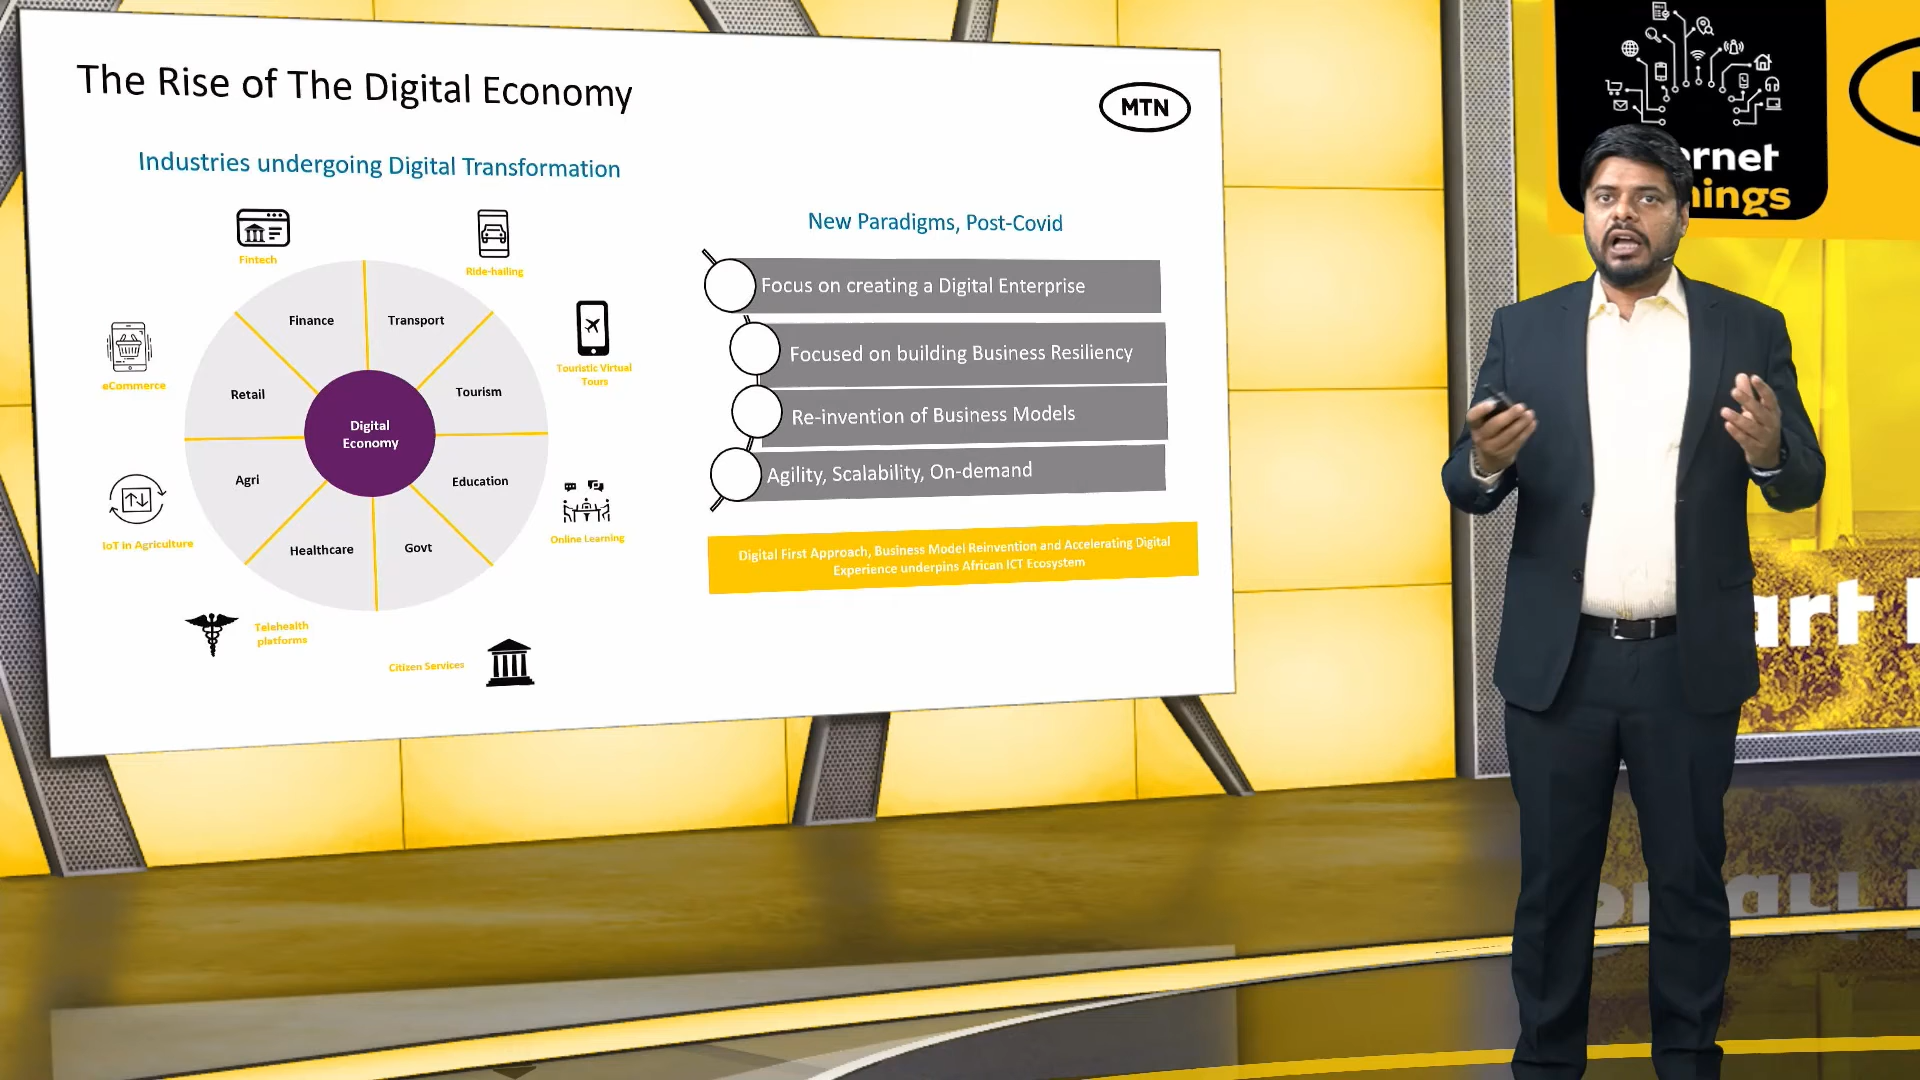 The Rise of The Digital Economy
MTN
Industries undergoing Digital Transformation
Fintech
Ride-hailing
eCommerce
Touristic Virtual
Tours
Finance
Transport
Retail
Tourism
Digital
Economy
Agri
Education
Healthcare
Govt
IoT in Agriculture
Online Learning
Telehealth
platforms
Citizen Services
New Paradigms, Post-Covid
Focus on creating a Digital Enterprise
Focused on building Business Resiliency
Re-invention of Business Models
Agility, Scalability, On-demand
Digital First Approach, Business Model Reinvention and Accelerating Digital
Experience underpins African ICT Ecosystem